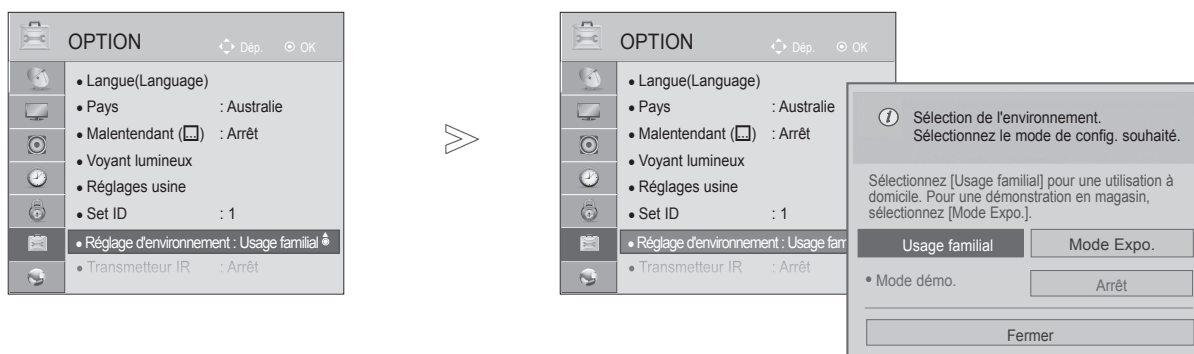 OPTION Dép. OK
• Langue(Language)
• Pays : Australie
• Malentendant ( ) : Arrêt
• Voyant lumineux
• Réglages usine
• Set ID : 1
• Réglage d'environnement : Usage familial
• Transmetteur IR : Arrêt
OPTION Dép. OK
• Langue(Language)
• Pays : Australie
• Malentendant ( ) : Arrêt
• Voyant lumineux
• Réglages usine
• Set ID : 1
• Réglage d'environnement : Usage fam
• Transmetteur IR : Arrêt
i Sélection de l'environnement.
Sélectionnez le mode de config. souhaité.
Sélectionnez [Usage familial] pour une utilisation à
domicile. Pour une démonstration en magasin,
sélectionnez [Mode Expo.].
Usage familial Mode Expo.
• Mode démo. Arrêt
Fermer